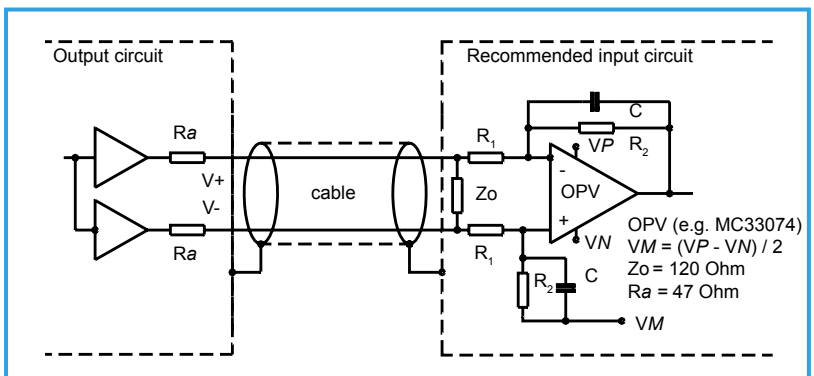 Output circuit
Recommended input circuit
Ra
V+
V-
Ra
cable
Zo
R1
R1
C
VP
R2
-
OPV
+
VN
R2
C
VM
OPV (e.g. MC33074)
VM = (VP - VN) / 2
Zo = 120 Ohm
Ra = 47 Ohm